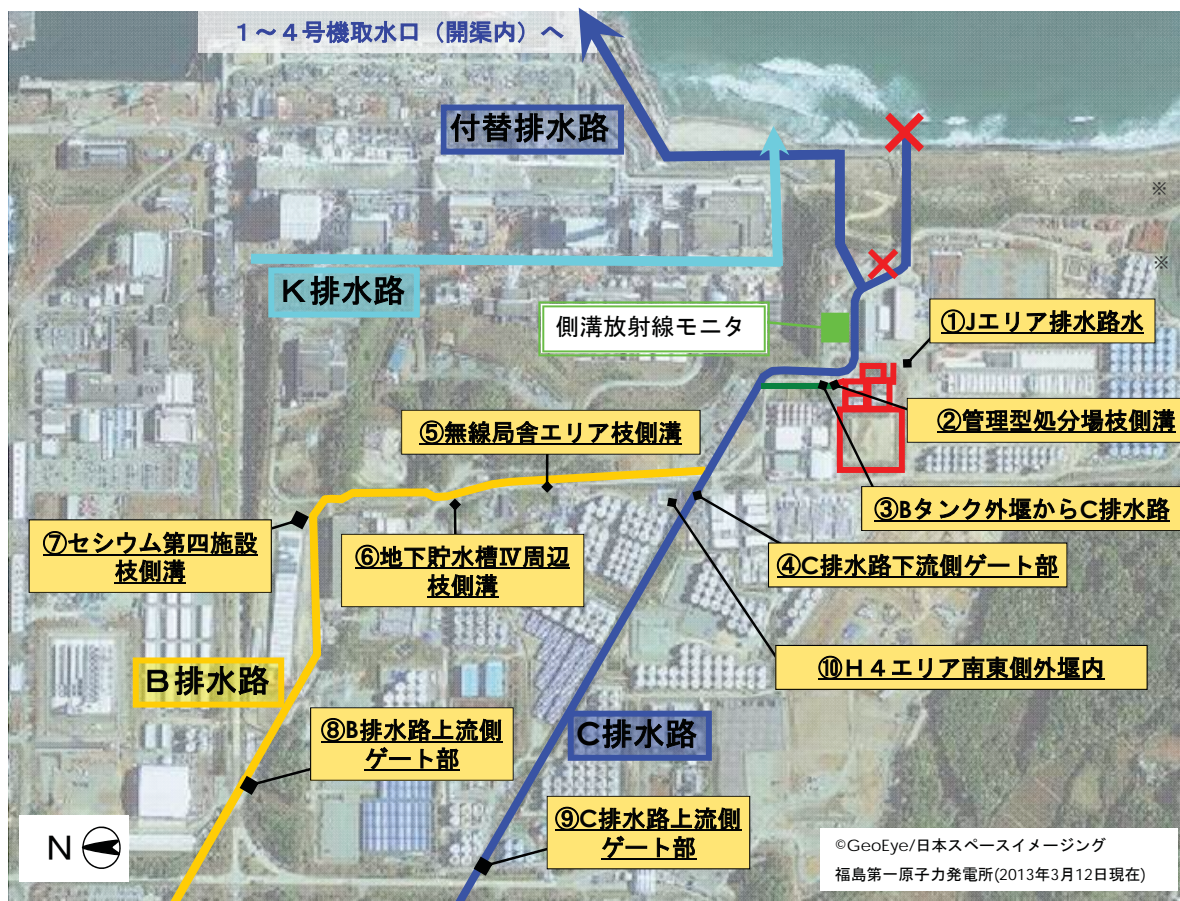 1～4号機取水口（開渠内）へ
付替排水路
※
※
K排水路
側溝放射線モニタ
①Jエリア排水路水
②管理型処分場枝側溝
⑤無線局舎エリア枝側溝
③Bタンク外堰からC排水路
⑦セシウム第四施設
枝側溝
⑥地下貯水槽Ⅳ周辺
枝側溝
④C排水路下流側ゲート部
⑩H４エリア南東側外堰内
B排水路
⑧B排水路上流側
ゲート部
C排水路
⑨C排水路上流側
ゲート部
N
©GeoEye/日本スペースイメージング
福島第一原子力発電所(2013年3月12日現在)